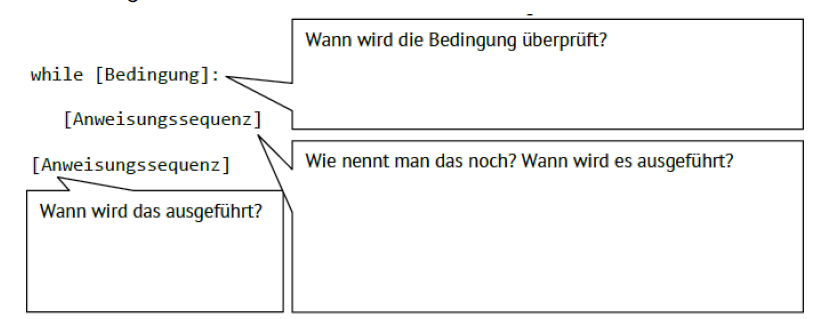 Wann wird die Bedingung überprüft?
while [Bedingung]:
[Anweisungssequenz]
Wie nennt man das noch? Wann wird es ausgeführt?
[Anweisungssequenz]
Wann wird das ausgeführt?